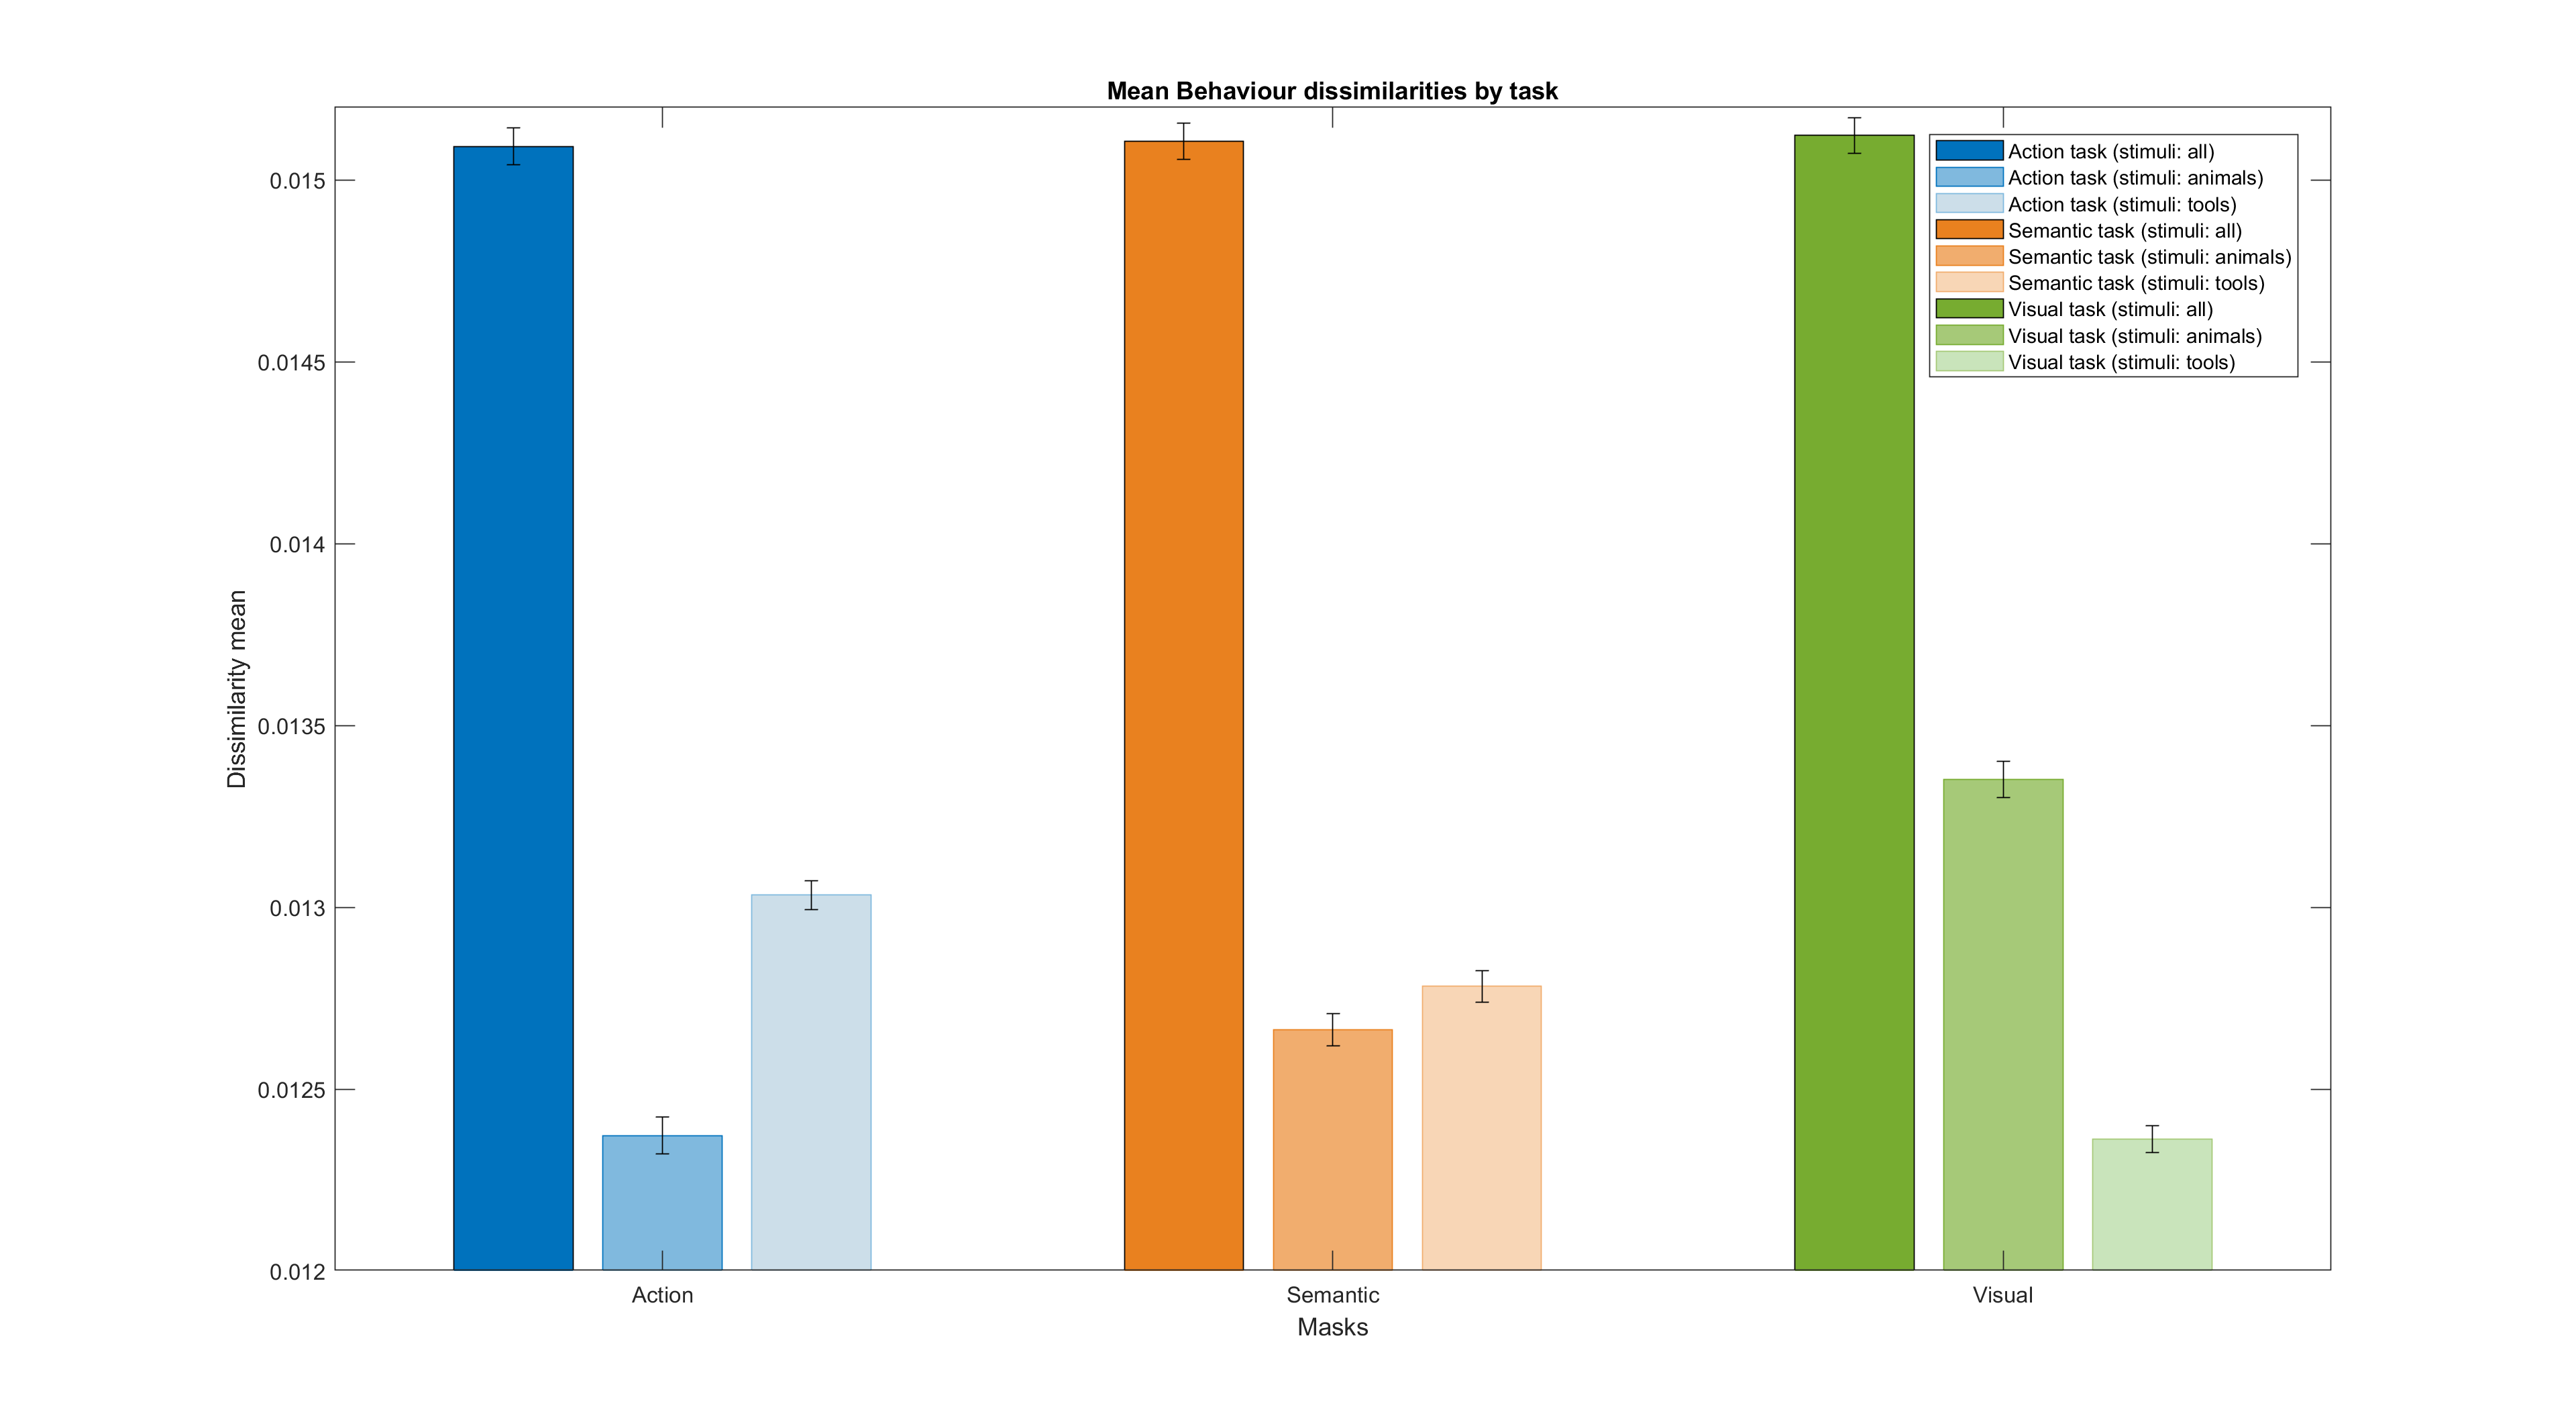 Mean Behaviour dissimilarities by task
0.015
0.0145
0.014
0.0135
0.013
0.0125
0.012
Dissimilarity mean
Action task (stimuli: all)
Action task (stimuli: animals)
Action task (stimuli: tools)
Semantic task (stimuli: all)
Semantic task (stimuli: animals)
Semantic task (stimuli: tools)
Visual task (stimuli: all)
Visual task (stimuli: animals)
Visual task (stimuli: tools)
Action
Semantic
Visual
Masks